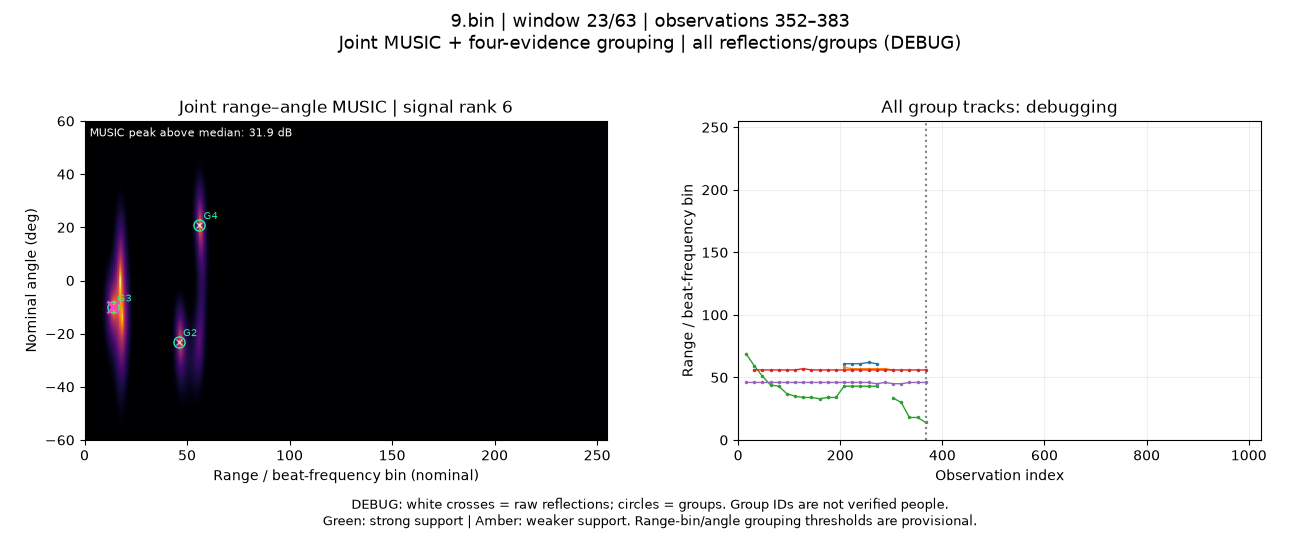 9.bin | window 23/63 | observations 352–383
Joint MUSIC + four-evidence grouping | all reflections/groups (DEBUG)
Joint range–angle MUSIC | signal rank 6
MUSIC peak above median: 31.9 dB
60
40
20
0
−20
−40
−60
Nominal angle (deg)
G4
G3
G2
0
50
100
150
200
250
Range / beat-frequency bin (nominal)
All group tracks: debugging
250
200
150
100
50
0
Range / beat-frequency bin
0
200
400
600
800
1000
Observation index
DEBUG: white crosses = raw reflections; circles = groups. Group IDs are not verified people.
Green: strong support | Amber: weaker support. Range-bin/angle grouping thresholds are provisional.